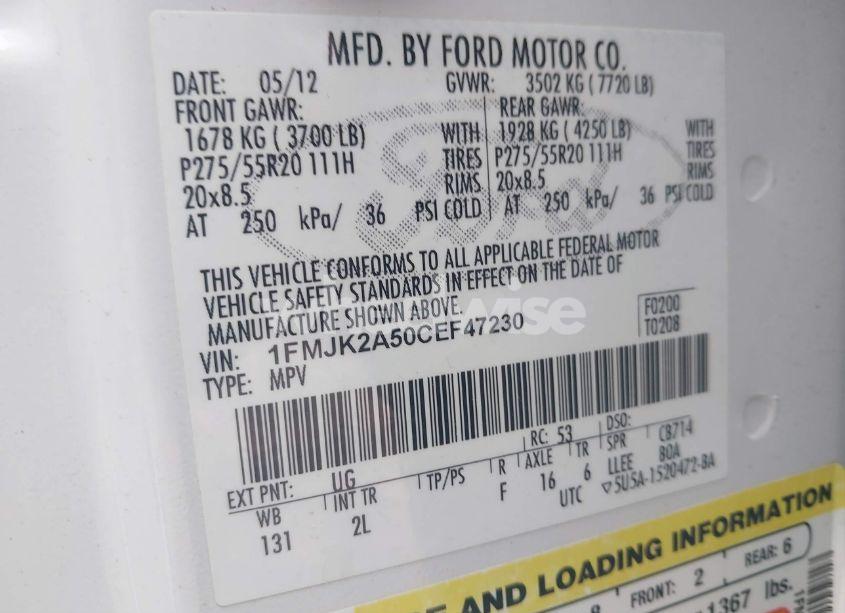 MFD. BY FORD MOTOR CO.
DATE: 05/12 GVWR: 3502 KG ( 7720 LB)
FRONT GAWR: REAR GAWR:
1678 KG ( 3700 LB) WITH 1928 KG ( 4250 LB) WITH
P275/55R20 111H TIRES P275/55R20 111H TIRES
20x8.5 RIMS 20x8.5 RIMS
AT 250 kPa/ 36 PSI COLD AT 250 kPa/ 36 PSI COLD
Ford
THIS VEHICLE CONFORMS TO ALL APPLICABLE FEDERAL MOTOR
VEHICLE SAFETY STANDARDS IN EFFECT ON THE DATE OF
MANUFACTURE SHOWN ABOVE.
VIN: 1FMJK2A50CEF47230 F0200
TYPE: MPV T0208
EXT PNT: UG RC: 53 DSO:
WB INT TR TP/PS R AXLE TR SPR C8714
131 2L F 16 6 LLEE BOA
UTC ▽5U5A-1520472-BA
E AND LOADING INFORMATION
8 FRONT: 2 REAR: 6
1367 lbs.